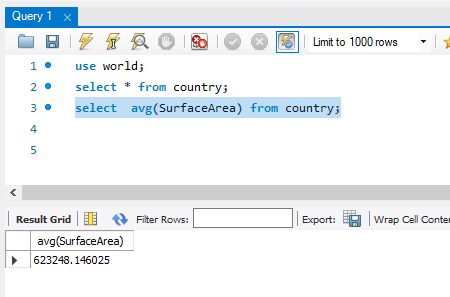 Query 1
Limit to 1000 rows
1 use world;
2 select * from country;
3 select  avg(SurfaceArea) from country;
4
5
Result Grid Filter Rows: Export: Wrap Cell Conten
avg(SurfaceArea)
623248.146025